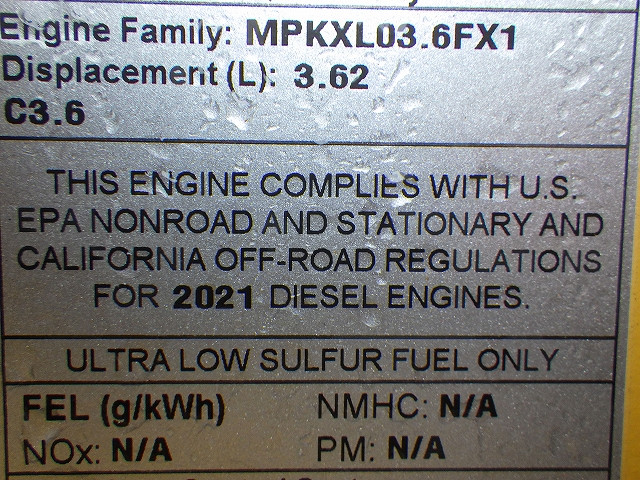 Engine Family: MPKXL03.6FX1
Displacement (L): 3.62
C3.6
THIS ENGINE COMPLIES WITH U.S.
EPA NONROAD AND STATIONARY AND
CALIFORNIA OFF-ROAD REGULATIONS
FOR 2021 DIESEL ENGINES.
ULTRA LOW SULFUR FUEL ONLY
FEL (g/kWh) NMHC: N/A
NOx: N/A PM: N/A